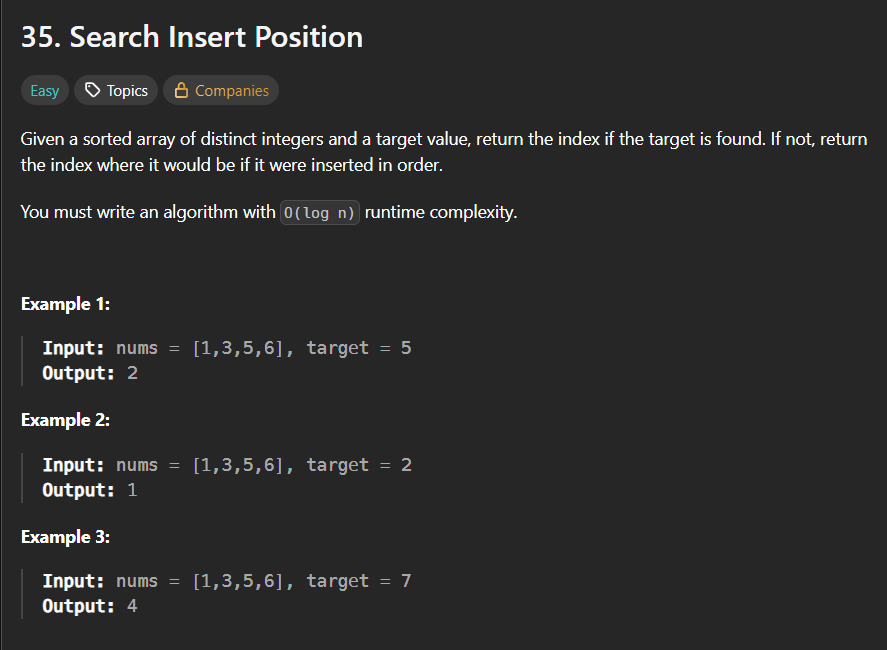 35. Search Insert Position
Easy Topics Companies
Given a sorted array of distinct integers and a target value, return the index if the target is found. If not, return
the index where it would be if it were inserted in order.
You must write an algorithm with O(log n) runtime complexity.
Example 1:
Input: nums = [1,3,5,6], target = 5
Output: 2
Example 2:
Input: nums = [1,3,5,6], target = 2
Output: 1
Example 3:
Input: nums = [1,3,5,6], target = 7
Output: 4